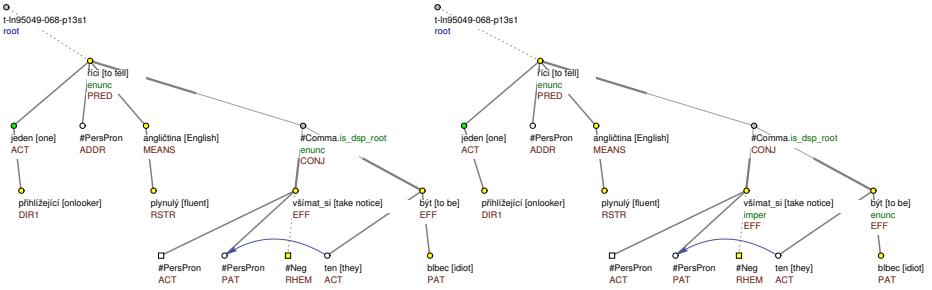 t-ln95049-068-p13s1
root
říci [to tell]
enunc
PRED
jeden [one]
ACT
#PersPron
ADDR
angličtina [English]
MEANS
#Comma.is_dsp_root
enunc
CONJ
přihlížející [onlooker]
DIR1
plynulý [fluent]
RSTR
všímat_si [take notice]
EFF
být [to be]
EFF
#PersPron
ACT
#PersPron
PAT
#Neg
RHEM
ten [they]
ACT
blbec [idiot]
PAT
t-ln95049-068-p13s1
root
říci [to tell]
enunc
PRED
jeden [one]
ACT
#PersPron
ADDR
angličtina [English]
MEANS
#Comma.is_dsp_root
CONJ
přihlížející [onlooker]
DIR1
plynulý [fluent]
RSTR
všímat_si [take notice]
imper
EFF
být [to be]
enunc
EFF
#PersPron
ACT
#PersPron
PAT
#Neg
RHEM
ten [they]
ACT
blbec [idiot]
PAT